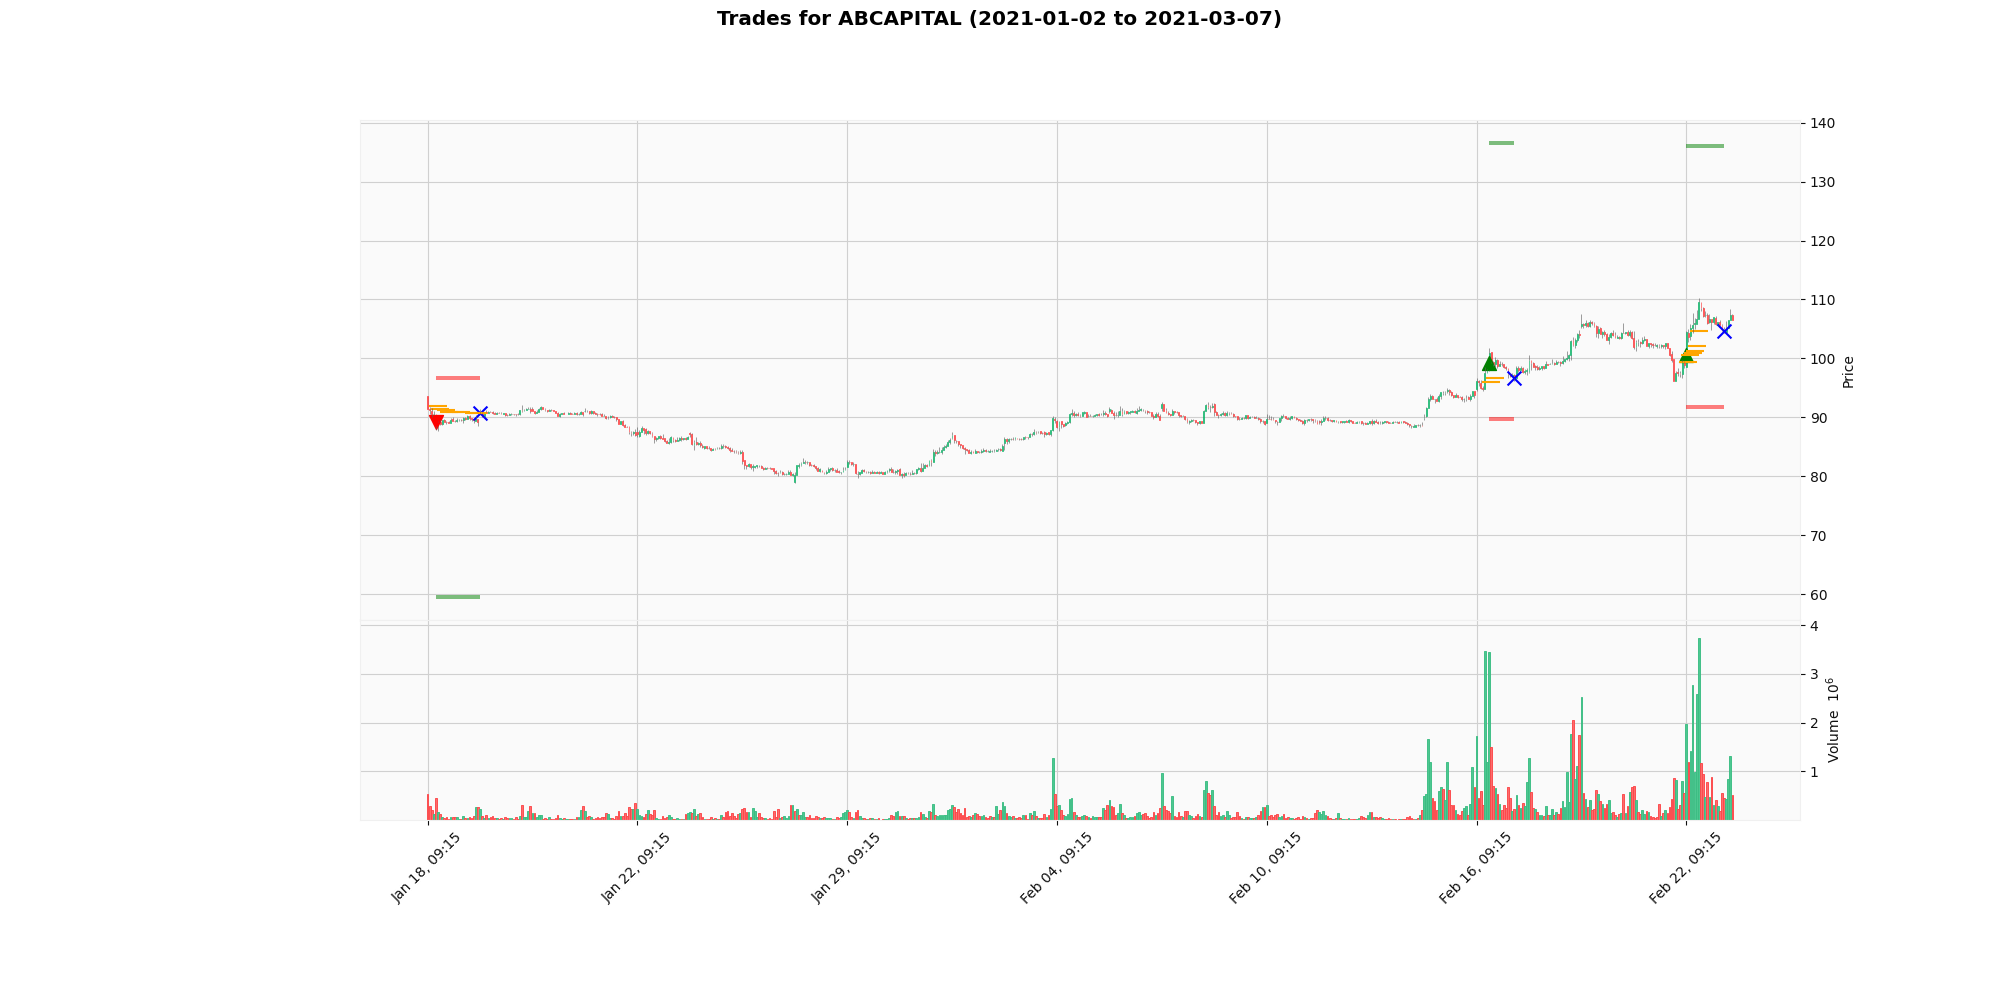 Trades for ABCAPITAL (2021-01-02 to 2021-03-07)
140
130
120
110
100
90
80
70
60
Price
4
3
2
1
Volume 10^6
Jan 18, 09:15
Jan 22, 09:15
Jan 29, 09:15
Feb 04, 09:15
Feb 10, 09:15
Feb 16, 09:15
Feb 22, 09:15